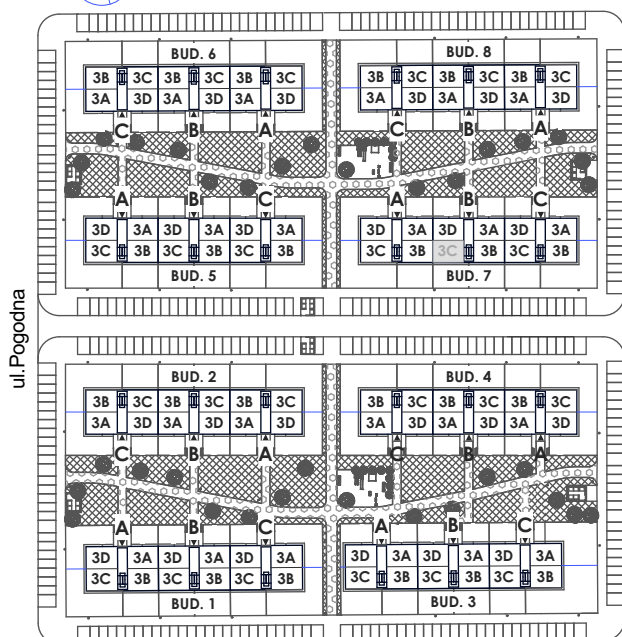 BUD. 6
BUD. 8
3B 3C 3B 3C 3B 3C
3B 3C 3B 3C 3B 3C
3A 3D 3A 3D 3A 3D
3A 3D 3A 3D 3A 3D
C B A
C B A
A B C
A B C
3D 3A 3D 3A 3D 3A
3D 3A 3D 3A 3D 3A
3C 3B 3C 3B 3C 3B
3C 3B 3C 3B 3C 3B
BUD. 5
BUD. 7
ul.Pogodna
BUD. 2
BUD. 4
3B 3C 3B 3C 3B 3C
3B 3C 3B 3C 3B 3C
3A 3D 3A 3D 3A 3D
3A 3D 3A 3D 3A 3D
C B A
C B A
A B C
A B C
3D 3A 3D 3A 3D 3A
3D 3A 3D 3A 3D 3A
3C 3B 3C 3B 3C 3B
3C 3B 3C 3B 3C 3B
BUD. 1
BUD. 3